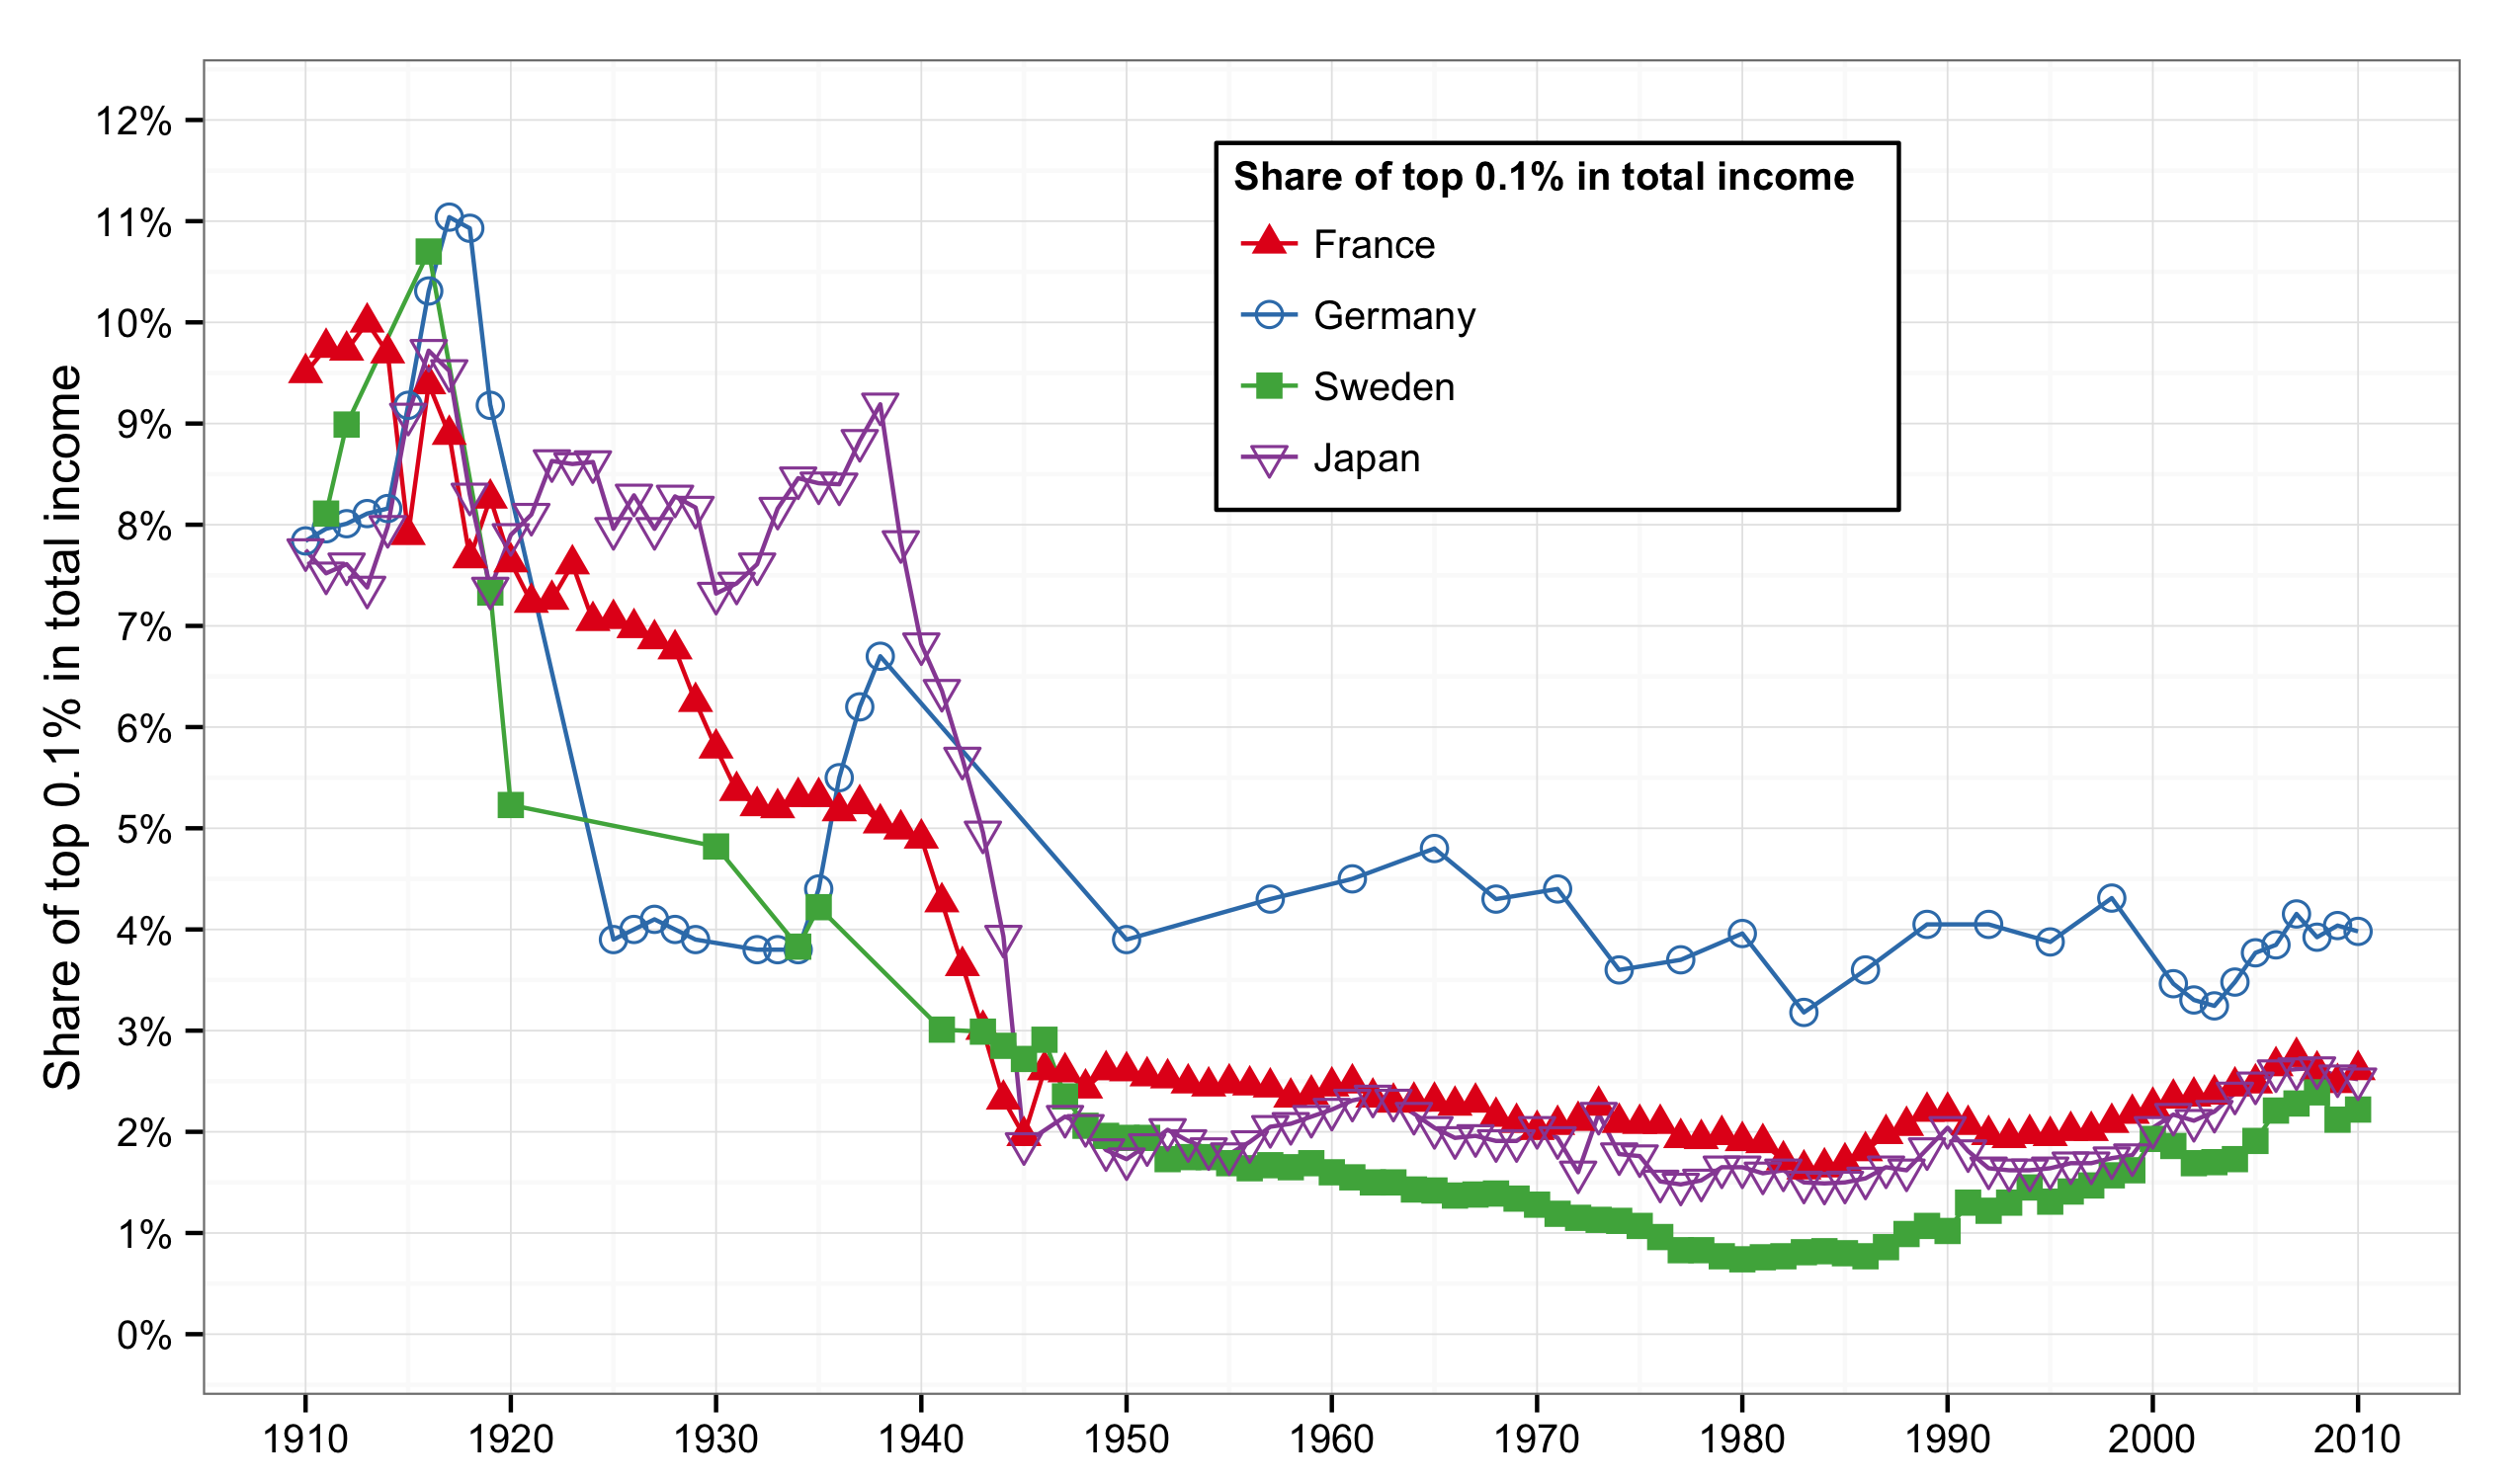 Share of top 0.1% in total income
12%
11%
10%
9%
8%
7%
6%
5%
4%
3%
2%
1%
0%
Share of top 0.1% in total income
France
Germany
Sweden
Japan
1910 1920 1930 1940 1950 1960 1970 1980 1990 2000 2010